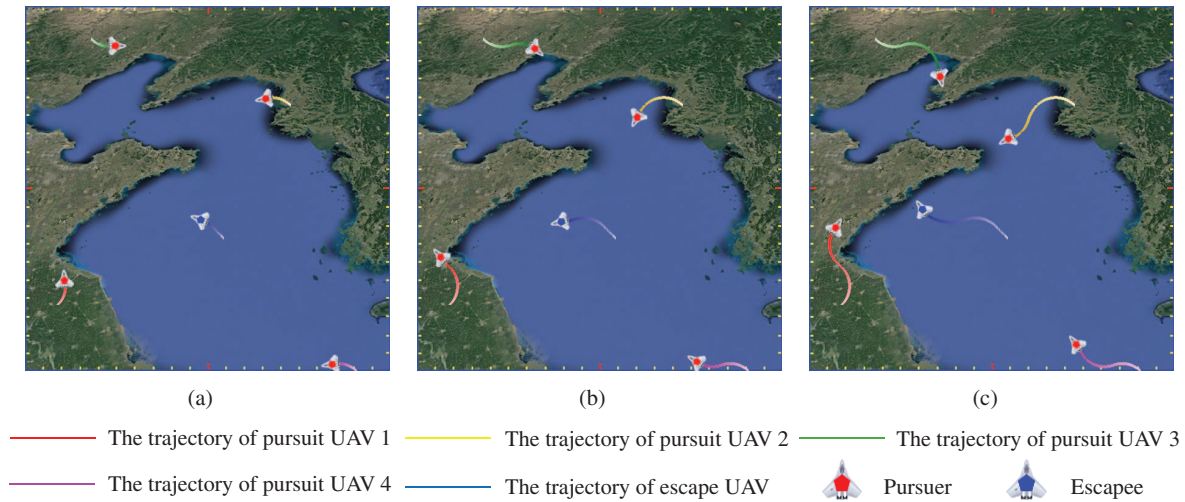 (a) (b) (c)
The trajectory of pursuit UAV 1 The trajectory of pursuit UAV 2 The trajectory of pursuit UAV 3
The trajectory of pursuit UAV 4 The trajectory of escape UAV Pursuer Escapee